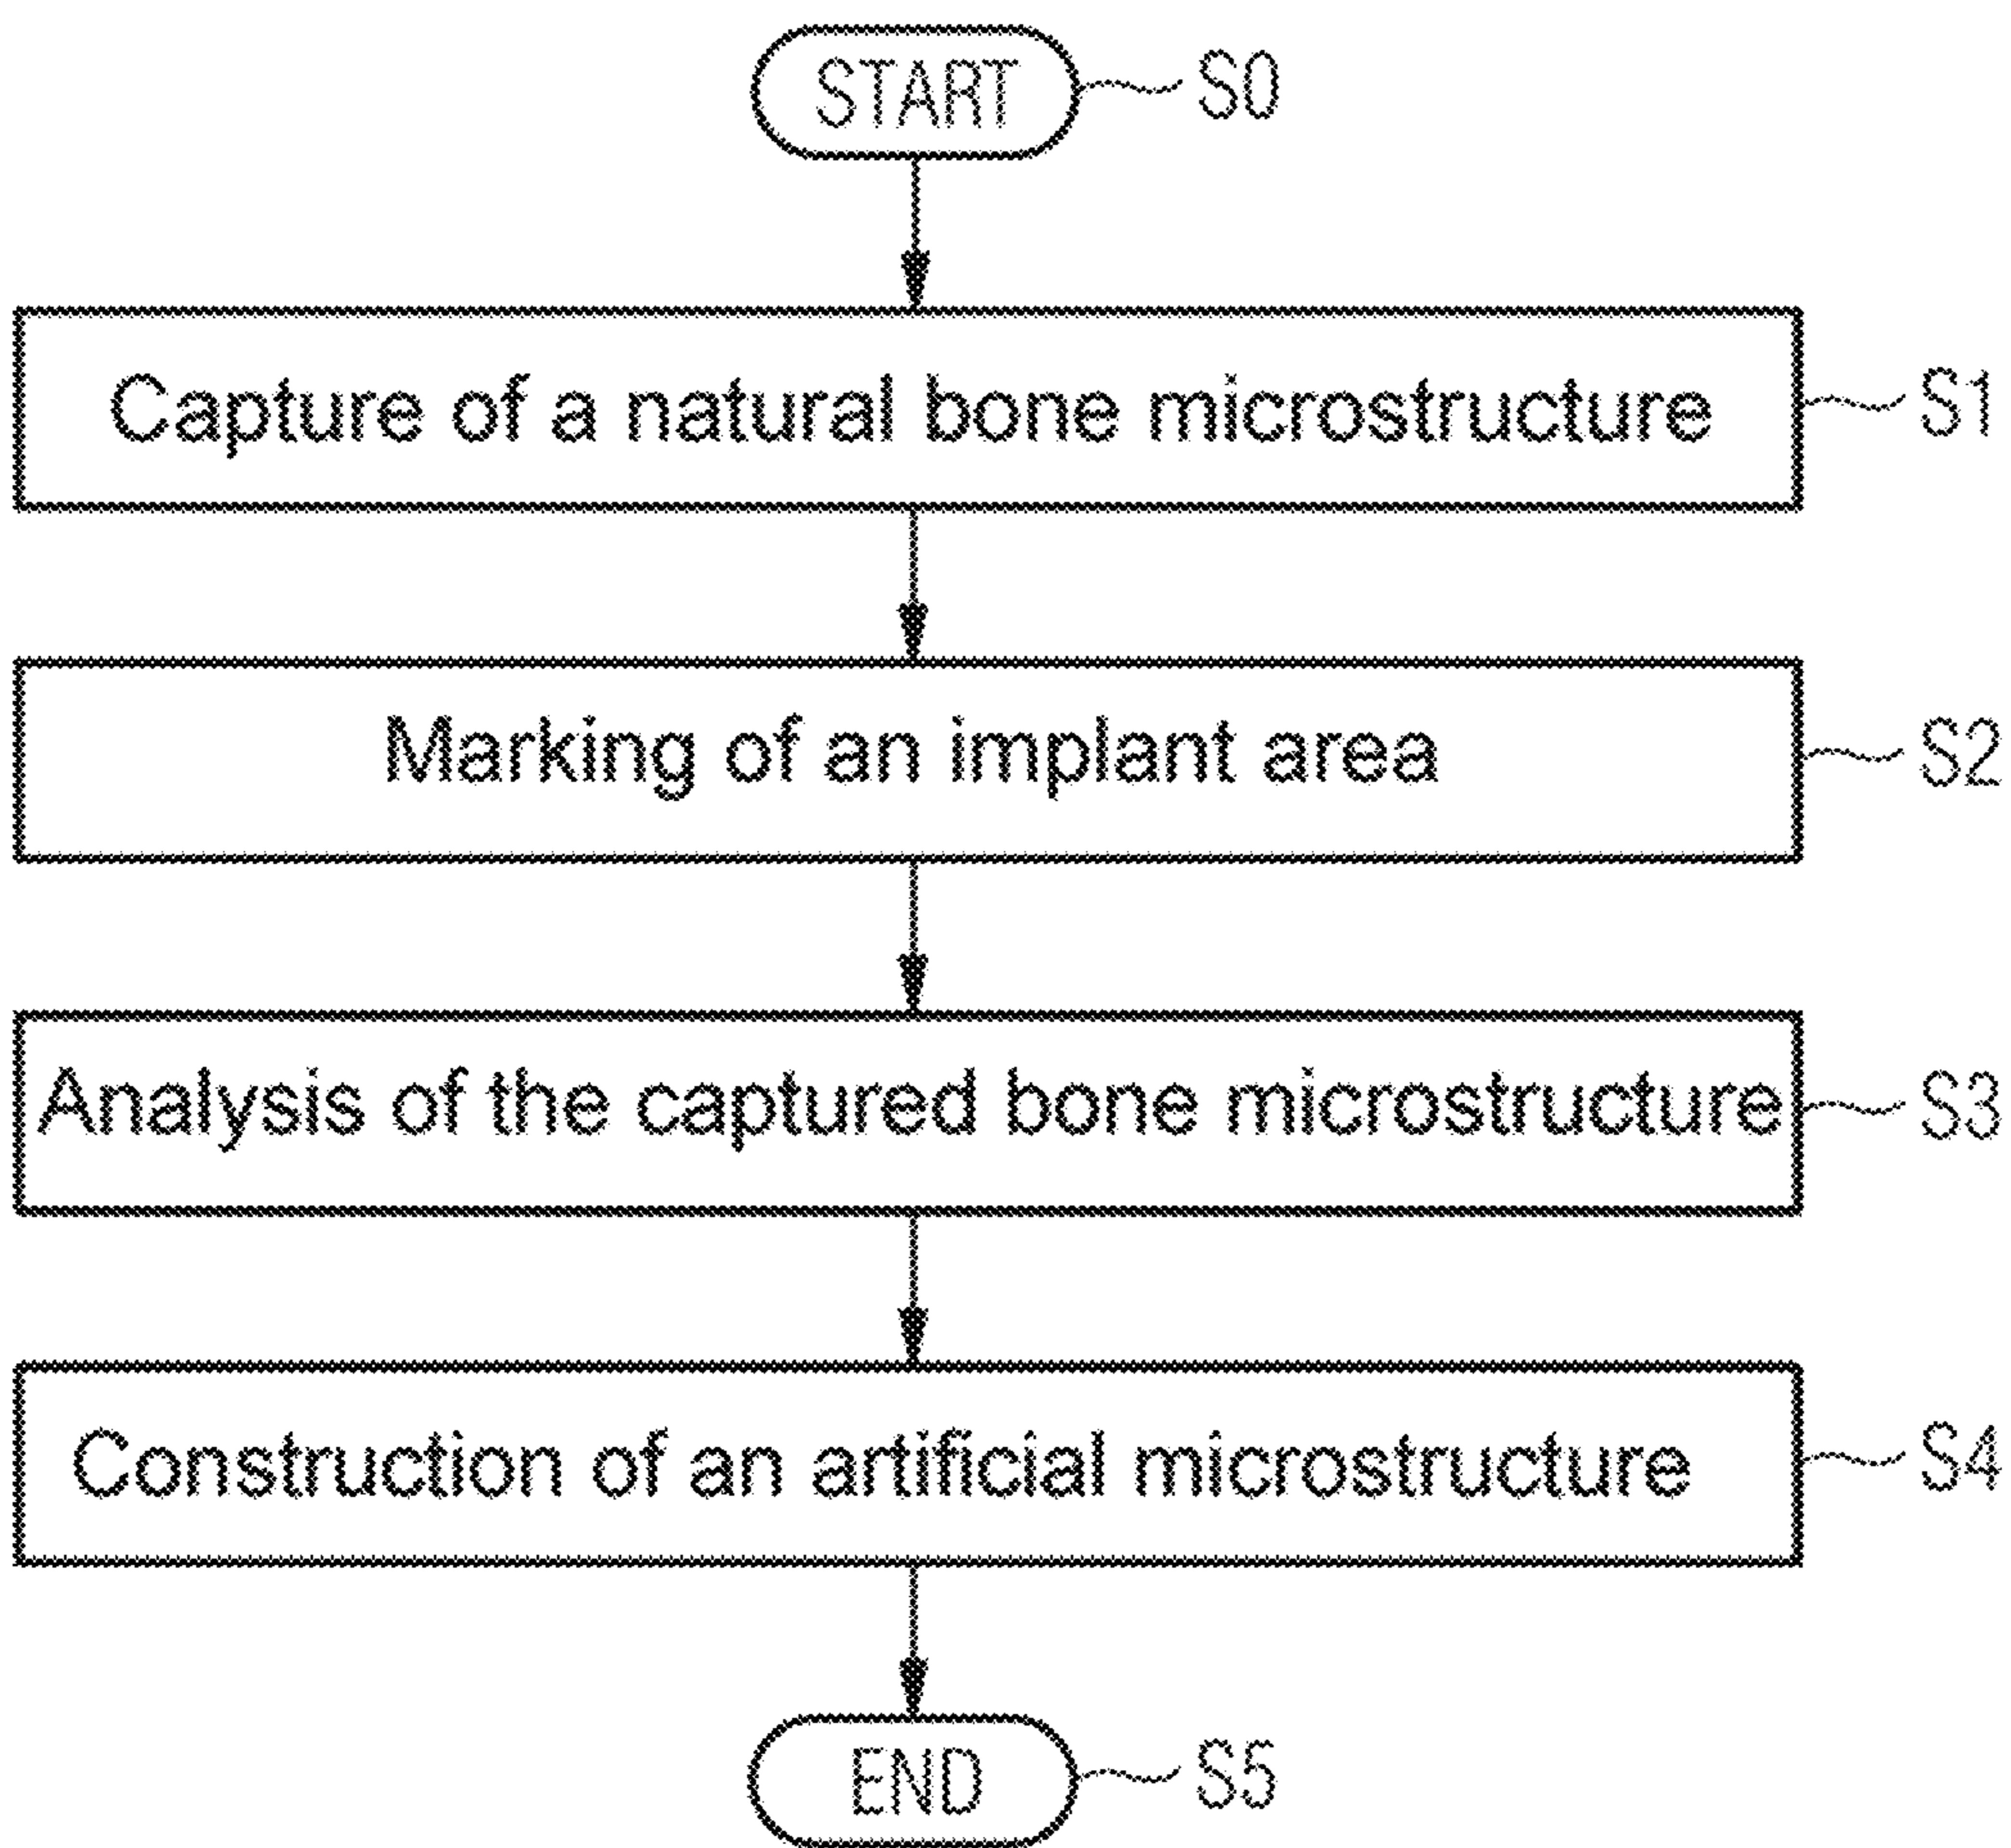 START S0
Capture of a natural bone microstructure S1
Marking of an implant area S2
Analysis of the captured bone microstructure S3
Construction of an artificial microstructure S4
END S5